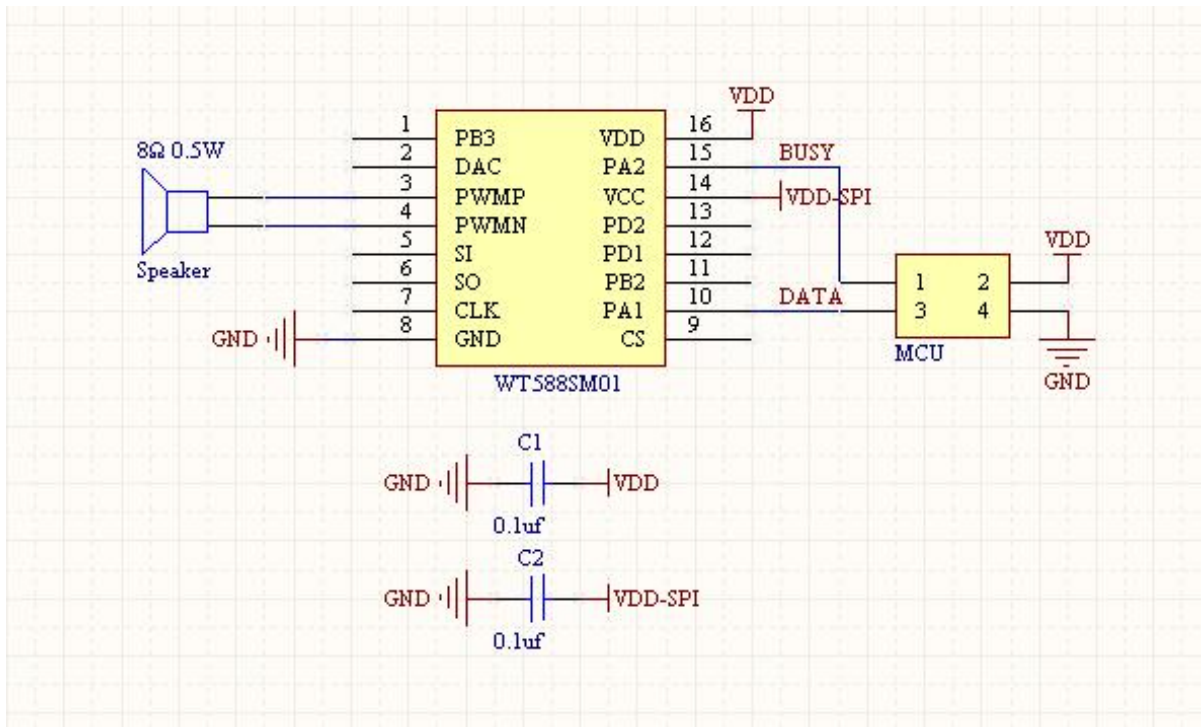 VDD
1 PB3 VDD 16
8Ω 0.5W
2 DAC PA2 15 BUSY
3 PWMP VCC 14 VDD-SPI
4 PWMN PD2 13
5 SI PD1 12
Speaker
VDD
6 SO PB2 11
1 2
7 CLK PA1 10 DATA
3 4
GND 8 GND CS 9
MCU
GND
WT588SM01
C1
GND VDD
0.1uf
C2
GND VDD-SPI
0.1uf